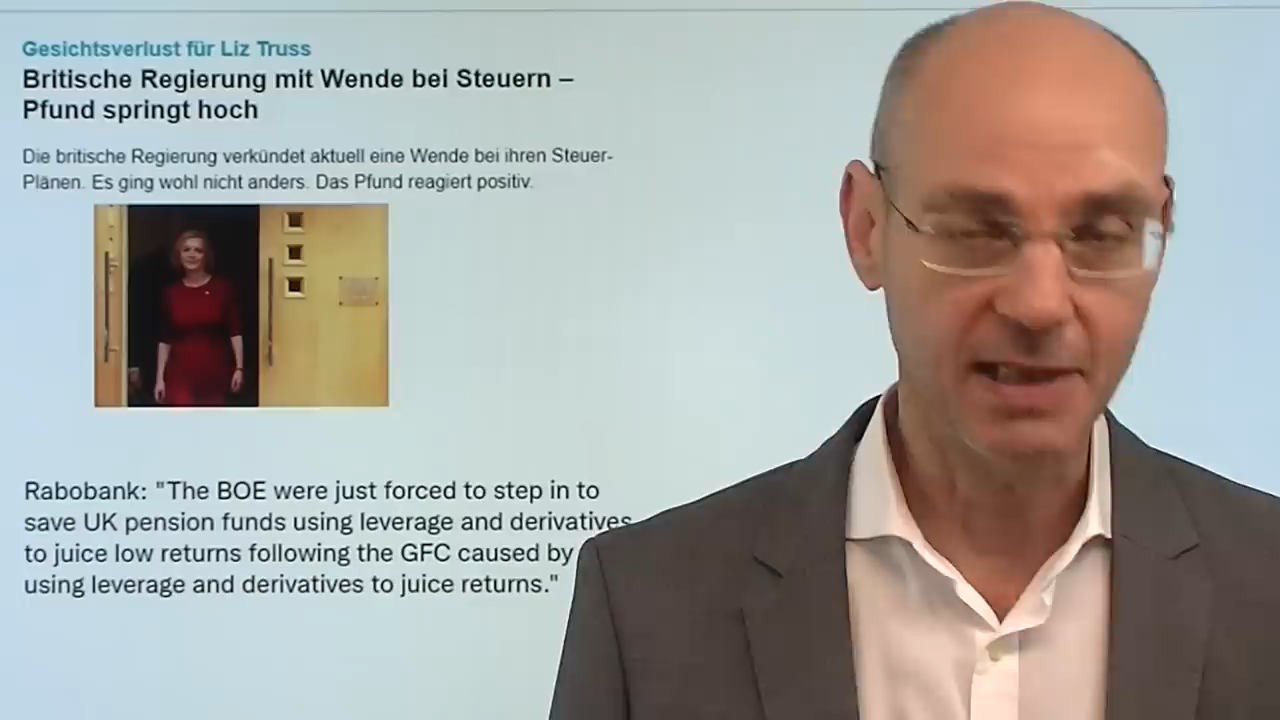 Gesichtsverlust für Liz Truss
Britische Regierung mit Wende bei Steuern –
Pfund springt hoch
Die britische Regierung verkündet aktuell eine Wende bei ihren Steuer-
Plänen. Es ging wohl nicht anders. Das Pfund reagiert positiv.
Rabobank: "The BOE were just forced to step in to
save UK pension funds using leverage and derivatives
to juice low returns following the GFC caused by
using leverage and derivatives to juice returns."